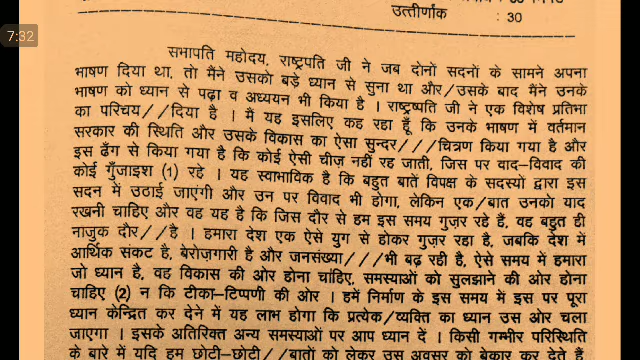 उत्तीर्णांक : 30
7:32
सभापति महोदय, राष्ट्रपति जी ने जब दोनों सदनों के सामने अपना
भाषण दिया था, तो मैंने उसको बड़े ध्यान से सुना था और/उसके बाद मैंने उनके
भाषण को ध्यान से पढ़ा व अध्ययन भी किया है । राष्ट्रपति जी ने एक विशेष प्रतिभा
का परिचय//दिया है । मैं यह इसलिए कह रहा हूँ कि उनके भाषण में वर्तमान
सरकार की स्थिति और उसके विकास का ऐसा सुन्दर///चित्रण किया गया है और
इस ढँग से किया गया है कि कोई ऐसी चीज़ नहीं रह जाती, जिस पर वाद-विवाद की
कोई गुँजाइश (1) रहे । यह स्वाभाविक है कि बहुत बातें विपक्ष के सदस्यों द्वारा इस
सदन में उठाई जाएंगी और उन पर विवाद भी होगा, लेकिन एक/बात उनको याद
रखनी चाहिए और वह यह है कि जिस दौर से हम इस समय गुज़र रहे हैं, वह बहुत ही
नाजुक दौर//है । हमारा देश एक ऐसे युग से होकर गुज़र रहा है, जबकि देश में
आर्थिक संकट है, बेरोज़गारी है और जनसंख्या///भी बढ़ रही है, ऐसे समय में हमारा
जो ध्यान है, वह विकास की ओर होना चाहिए, समस्याओं को सुलझाने की ओर होना
चाहिए (2) न कि टीका-टिप्पणी की ओर । हमें निर्माण के इस समय में इस पर पूरा
ध्यान केन्द्रित कर देने में यह लाभ होगा कि प्रत्येक/व्यक्ति का ध्यान उस ओर चला
जाएगा । इसके अतिरिक्त अन्य समस्याओं पर आप ध्यान दें । किसी गम्भीर परिस्थिति
के बारे में यदि हम छोटी-छोटी//बातों को लेकर उस अवसर को बेकार कर देते हैं,